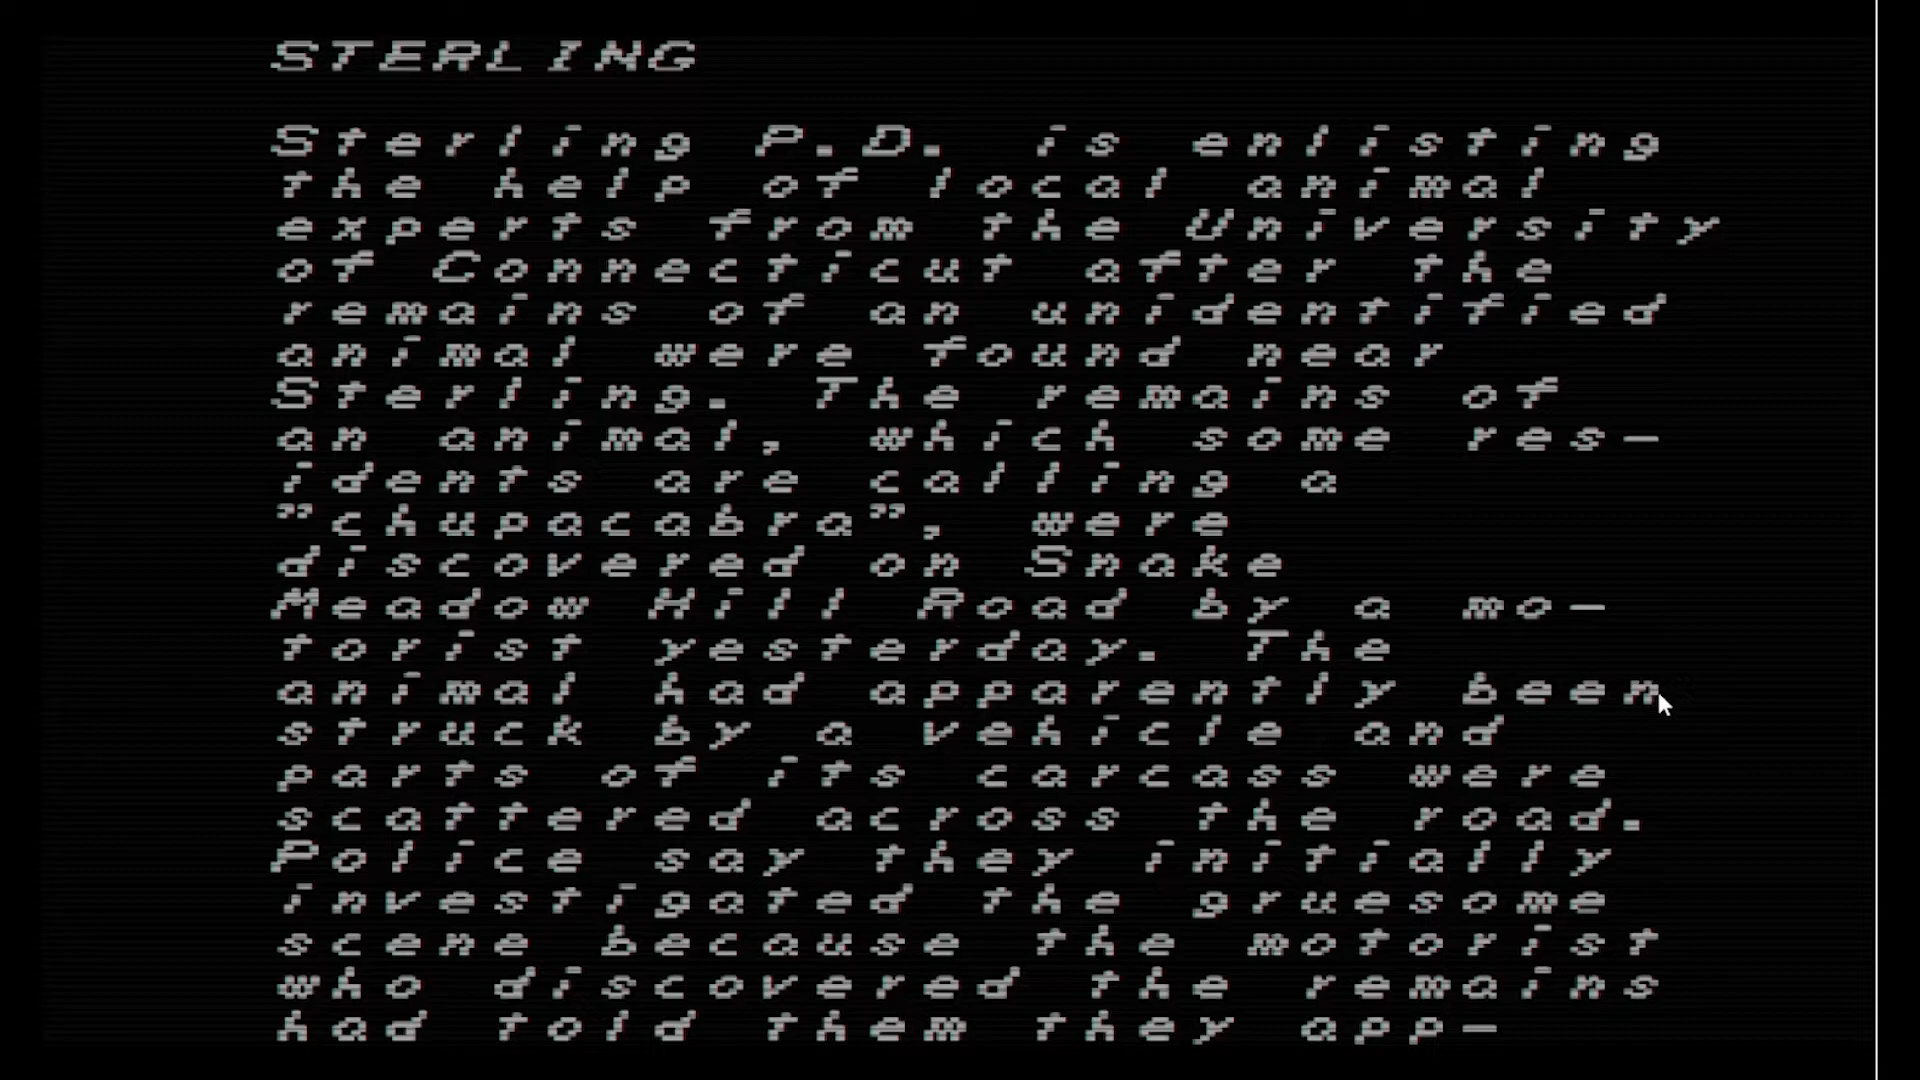 STERLING
Sterling P.D. is enlisting
the help of local animal
experts from the University
of Connecticut after the
remains of an unidentified
animal were found near
Sterling. The remains of
an animal, which some res-
idents are calling a
"chupacabra", were
discovered on Snake
Meadow Hill Road by a mo-
torist yesterday. The
animal had apparently been
struck by a vehicle and
parts of its carcass were
scattered across the road.
Police say they initially
investigated the gruesome
scene because the motorist
who discovered the remains
had told them they app-